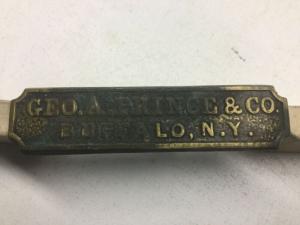 GEO. A. PRINCE & CO.
BUFFALO, N.Y.